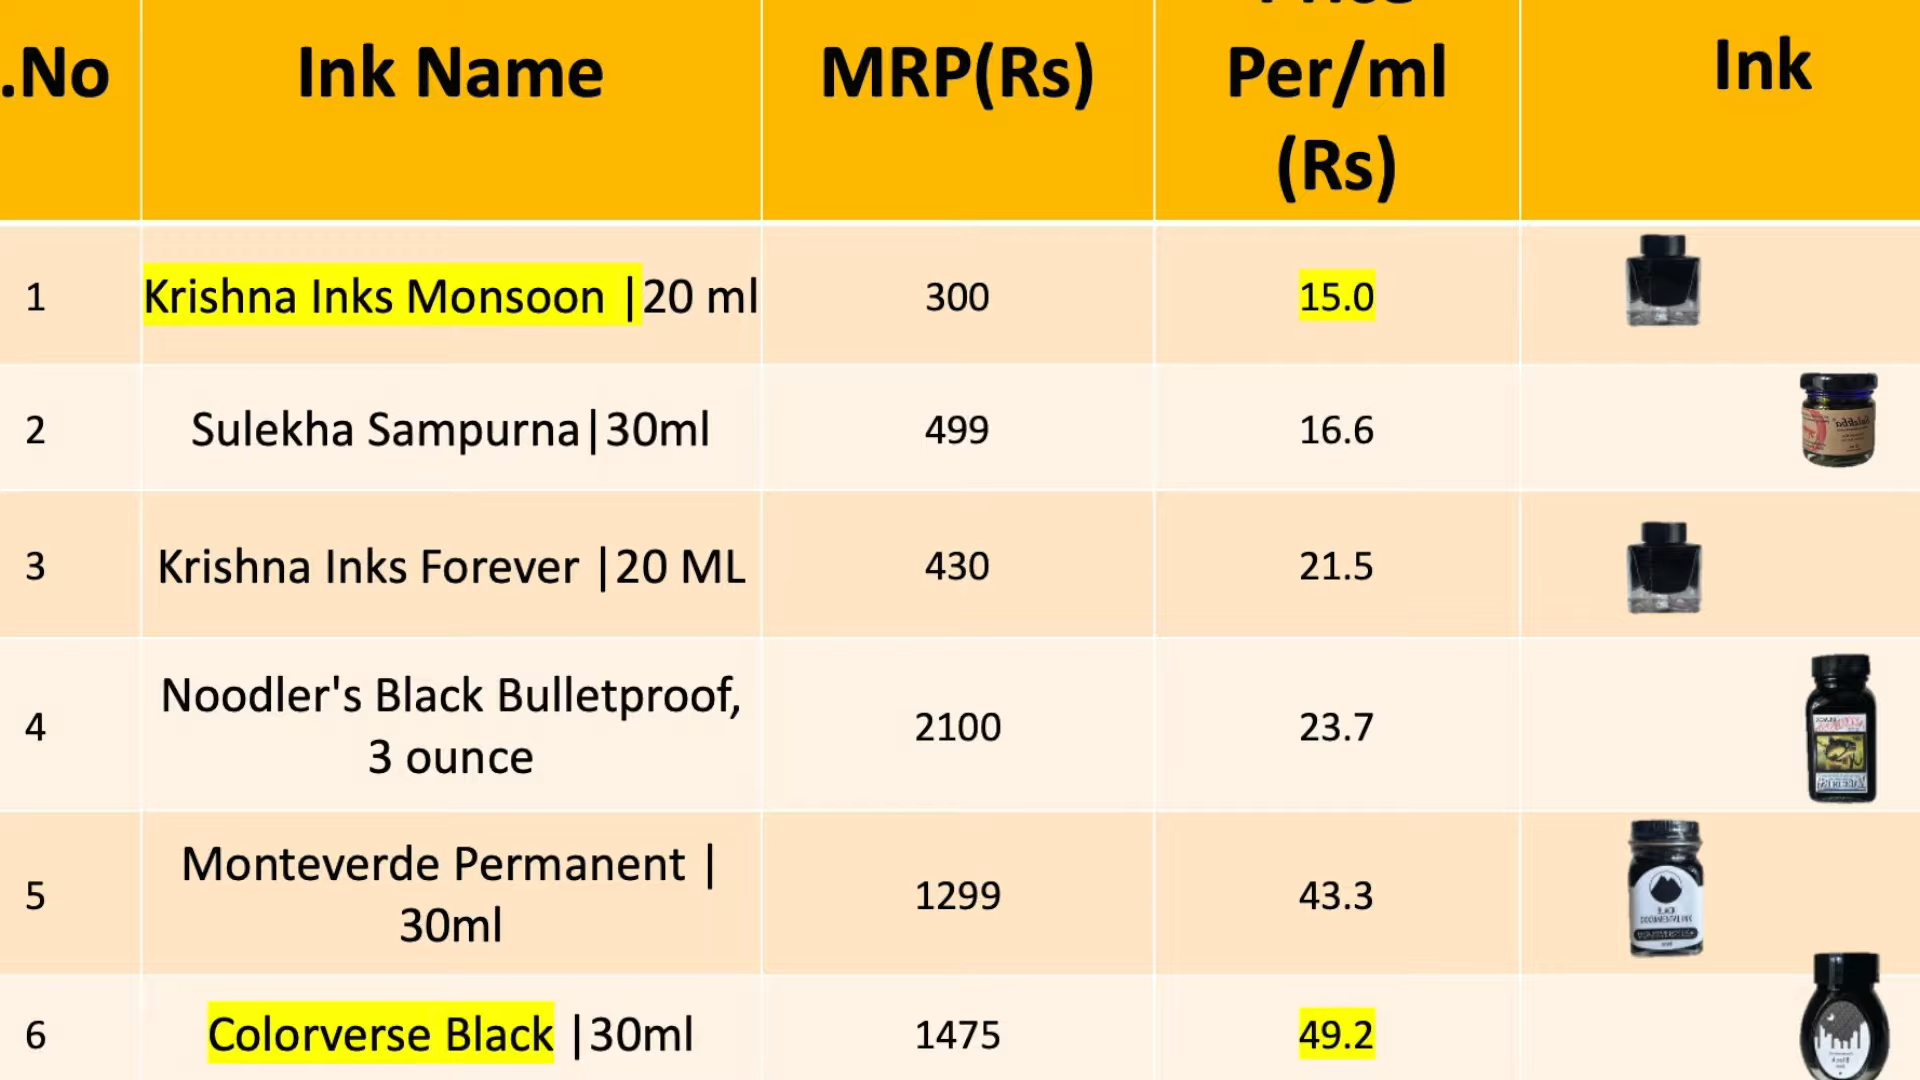 .No
Ink Name
MRP(Rs)
Per/ml
(Rs)
Ink
1
Krishna Inks Monsoon |20 ml
300
15.0
2
Sulekha Sampurna|30ml
499
16.6
3
Krishna Inks Forever |20 ML
430
21.5
4
Noodler's Black Bulletproof,
3 ounce
2100
23.7
5
Monteverde Permanent |
30ml
1299
43.3
6
Colorverse Black |30ml
1475
49.2